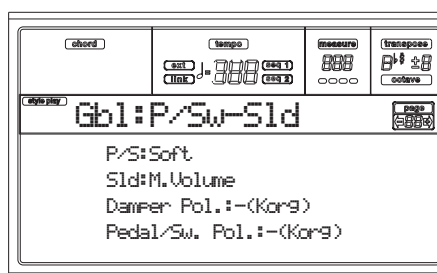 chord tempo measure transpose
ext seq 1
link seq 2
octave
style play page
Gbl:P/Sw-Sld
P/S:Soft
Sld:M.Volume
Damper Pol.:-(Korg)
Pedal/Sw. Pol.:-(Korg)